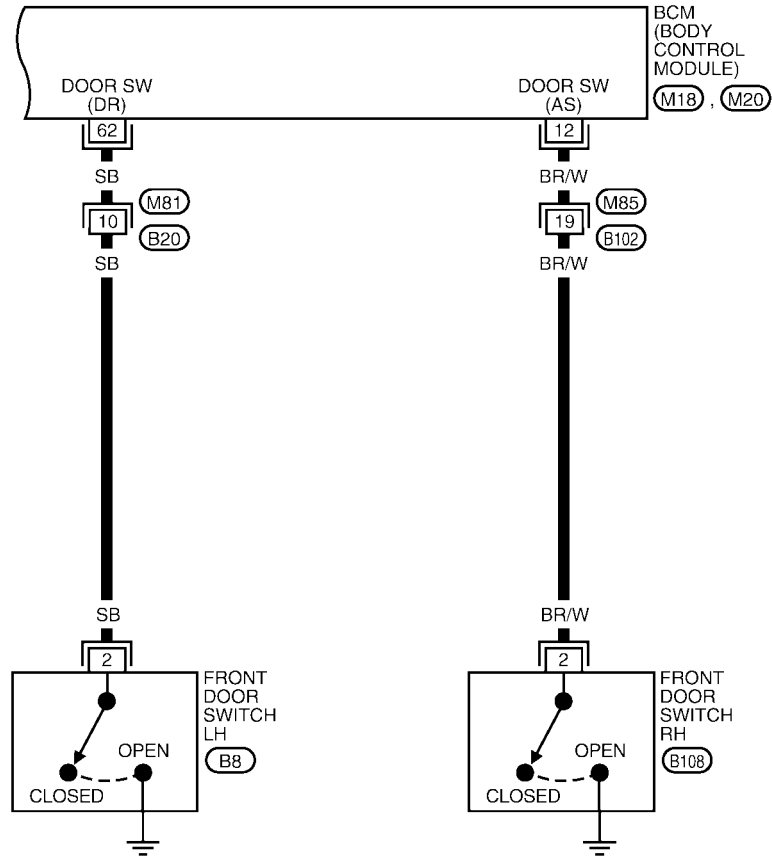 BCM
(BODY
CONTROL
MODULE)
M18 , M20
DOOR SW
(DR)
DOOR SW
(AS)
62
12
SB
BR/W
M81
M85
10
19
B20
B102
SB
BR/W
SB
BR/W
2
2
FRONT
DOOR
SWITCH
LH
B8
OPEN
CLOSED
FRONT
DOOR
SWITCH
RH
B108
OPEN
CLOSED